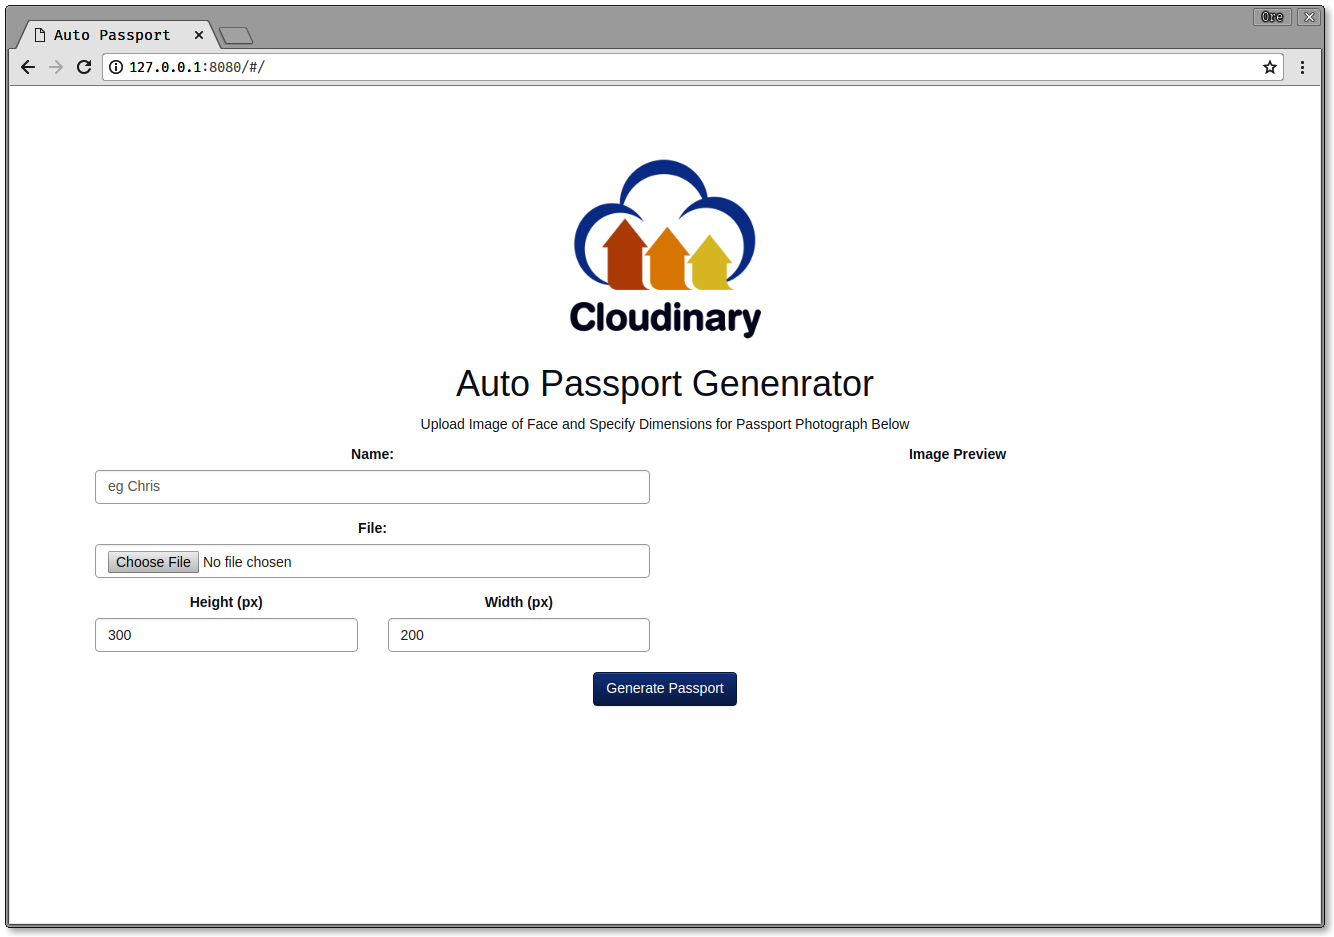 Ore
Auto Passport
127.0.0.1:8080/#/
Cloudinary
Auto Passport Genenrator
Upload Image of Face and Specify Dimensions for Passport Photograph Below
Name:
Image Preview
eg Chris
File:
Choose File No file chosen
Height (px) Width (px)
300 200
Generate Passport